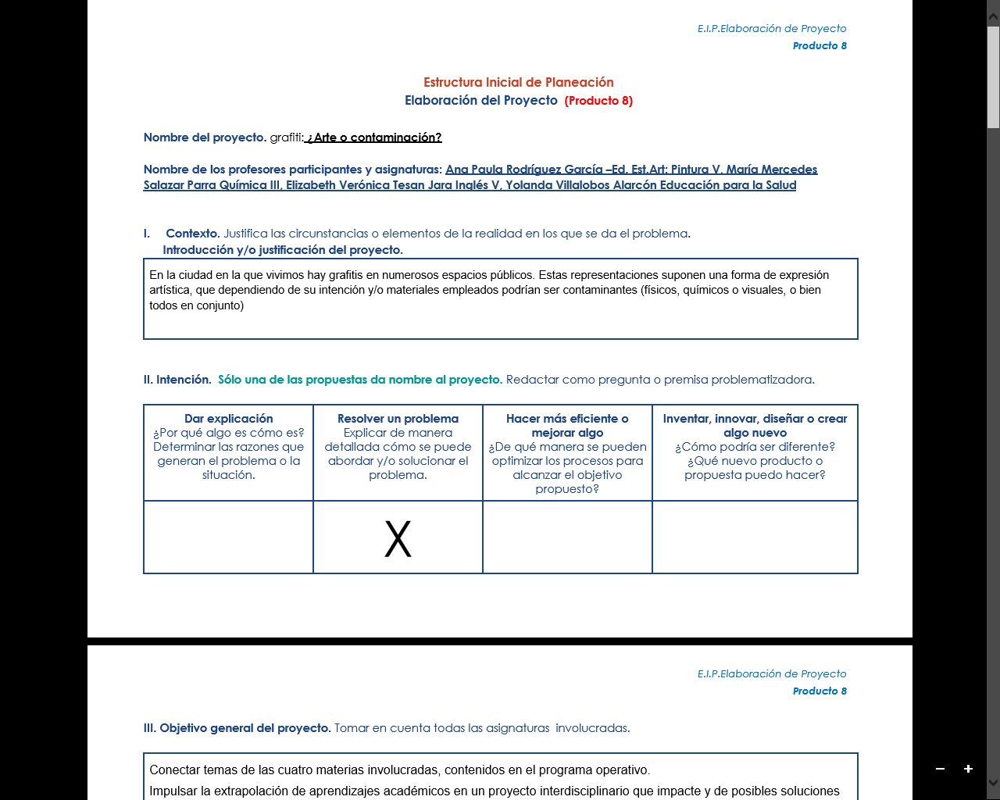 E.I.P.Elaboración de Proyecto
Producto 8
Estructura Inicial de Planeación
Elaboración del Proyecto (Producto 8)
Nombre del proyecto. grafiti: ¿Arte o contaminación?
Nombre de los profesores participantes y asignaturas: Ana Paula Rodríguez García –Ed. Est.Art: Pintura V, María Mercedes
Salazar Parra Química III, Elizabeth Verónica Tesan Jara Inglés V, Yolanda Villalobos Alarcón Educación para la Salud
I. Contexto. Justifica las circunstancias o elementos de la realidad en los que se da el problema.
Introducción y/o justificación del proyecto.
En la ciudad en la que vivimos hay grafitis en numerosos espacios públicos. Estas representaciones suponen una forma de expresión
artística, que dependiendo de su intención y/o materiales empleados podrían ser contaminantes (físicos, químicos o visuales, o bien
todos en conjunto)
II. Intención. Sólo una de las propuestas da nombre al proyecto. Redactar como pregunta o premisa problematizadora.
Dar explicación
¿Por qué algo es cómo es?
Determinar las razones que
generan el problema o la
situación.
Resolver un problema
Explicar de manera
detallada cómo se puede
abordar y/o solucionar el
problema.
Hacer más eficiente o
mejorar algo
¿De qué manera se pueden
optimizar los procesos para
alcanzar el objetivo
propuesto?
Inventar, innovar, diseñar o crear
algo nuevo
¿Cómo podría ser diferente?
¿Qué nuevo producto o
propuesta puedo hacer?
X
E.I.P.Elaboración de Proyecto
Producto 8
III. Objetivo general del proyecto. Tomar en cuenta todas las asignaturas involucradas.
Conectar temas de las cuatro materias involucradas, contenidos en el programa operativo.
Impulsar la extrapolación de aprendizajes académicos en un proyecto interdisciplinario que impacte y de posibles soluciones